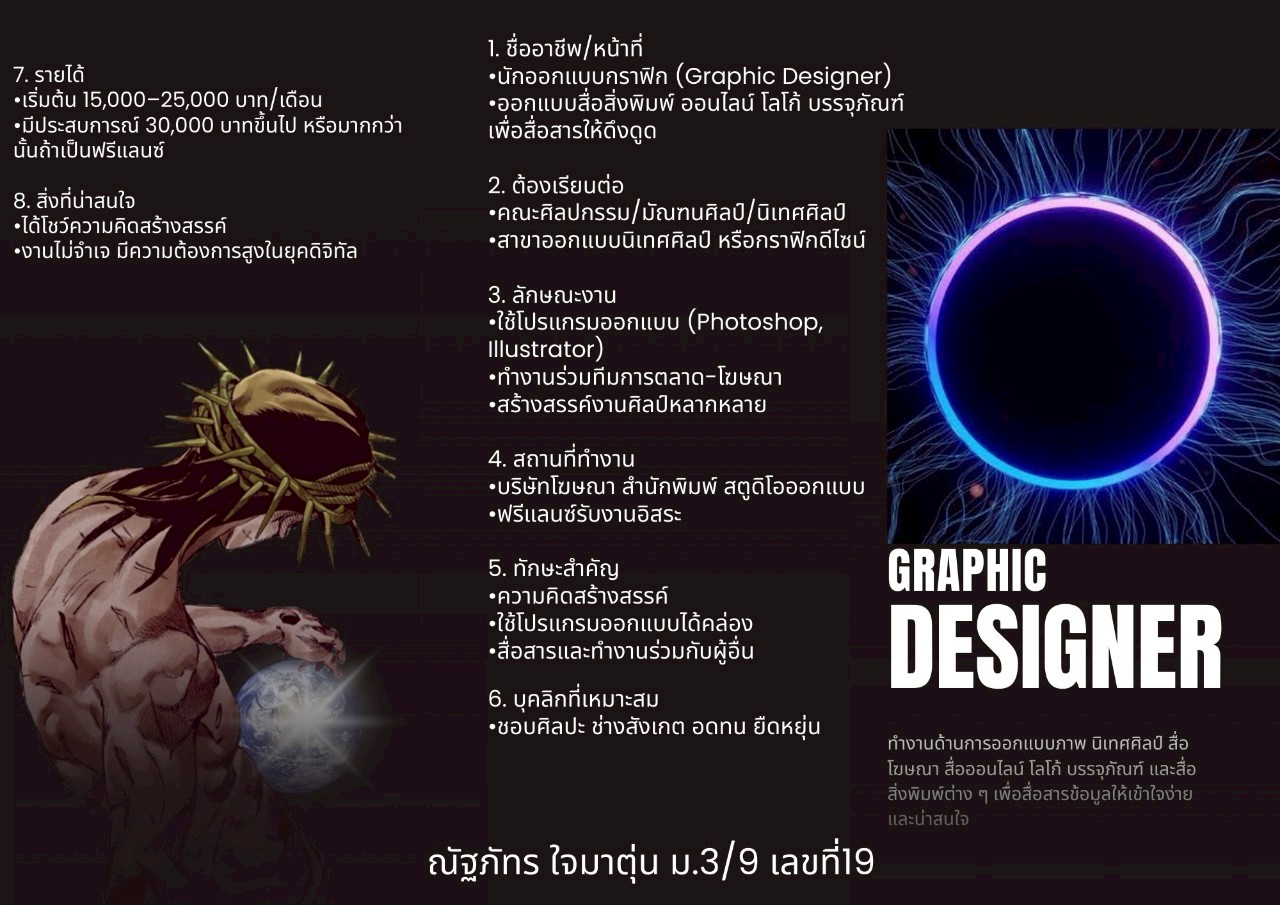 7. รายได้
•เริ่มต้น 15,000–25,000 บาท/เดือน
•มีประสบการณ์ 30,000 บาทขึ้นไป หรือมากกว่า
นั้นถ้าเป็นฟรีแลนซ์
8. สิ่งที่น่าสนใจ
•ได้โชว์ความคิดสร้างสรรค์
•งานไม่จำเจ มีความต้องการสูงในยุคดิจิทัล
1. ชื่ออาชีพ/หน้าที่
•นักออกแบบกราฟิก (Graphic Designer)
•ออกแบบสื่อสิ่งพิมพ์ ออนไลน์ โลโก้ บรรจุภัณฑ์
เพื่อสื่อสารให้ดึงดูด
2. ต้องเรียนต่อ
•คณะศิลปกรรม/มัณฑนศิลป์/นิเทศศิลป์
•สาขาออกแบบนิเทศศิลป์ หรือกราฟิกดีไซน์
3. ลักษณะงาน
•ใช้โปรแกรมออกแบบ (Photoshop,
Illustrator)
•ทำงานร่วมทีมการตลาด-โฆษณา
•สร้างสรรค์งานศิลป์หลากหลาย
4. สถานที่ทำงาน
•บริษัทโฆษณา สำนักพิมพ์ สตูดิโอออกแบบ
•ฟรีแลนซ์รับงานอิสระ
5. ทักษะสำคัญ
•ความคิดสร้างสรรค์
•ใช้โปรแกรมออกแบบได้คล่อง
•สื่อสารและทำงานร่วมกับผู้อื่น
6. บุคลิกที่เหมาะสม
•ชอบศิลปะ ช่างสังเกต อดทน ยืดหยุ่น
GRAPHIC
DESIGNER
ทำงานด้านการออกแบบภาพ นิเทศศิลป์ สื่อ
โฆษณา สื่อออนไลน์ โลโก้ บรรจุภัณฑ์ และสื่อ
สิ่งพิมพ์ต่าง ๆ เพื่อสื่อสารข้อมูลให้เข้าใจง่าย
และน่าสนใจ
ณัฐภัทร ใจมาตุ่น ม.3/9 เลขที่19